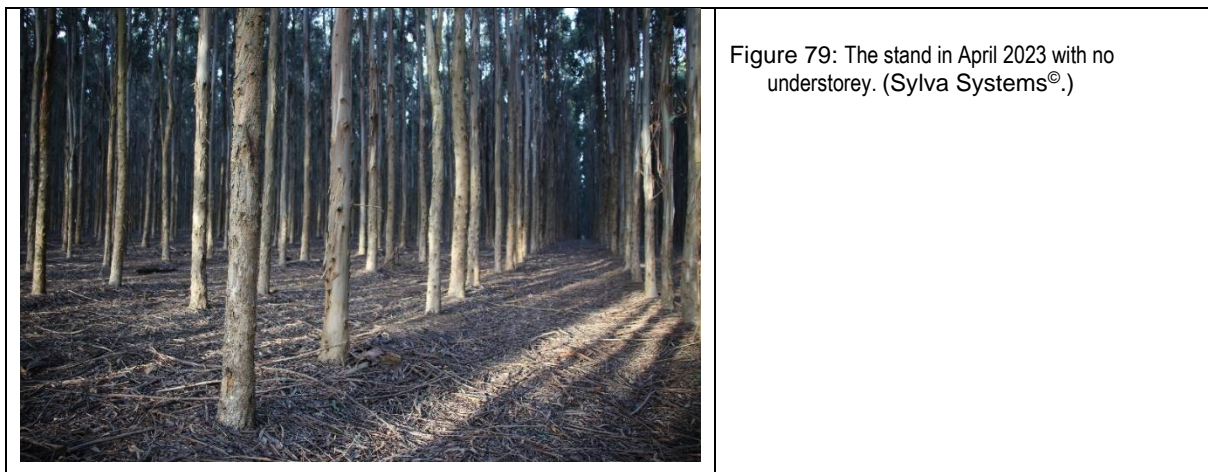 Figure 79: The stand in April 2023 with no
understorey. (Sylva Systems©.)